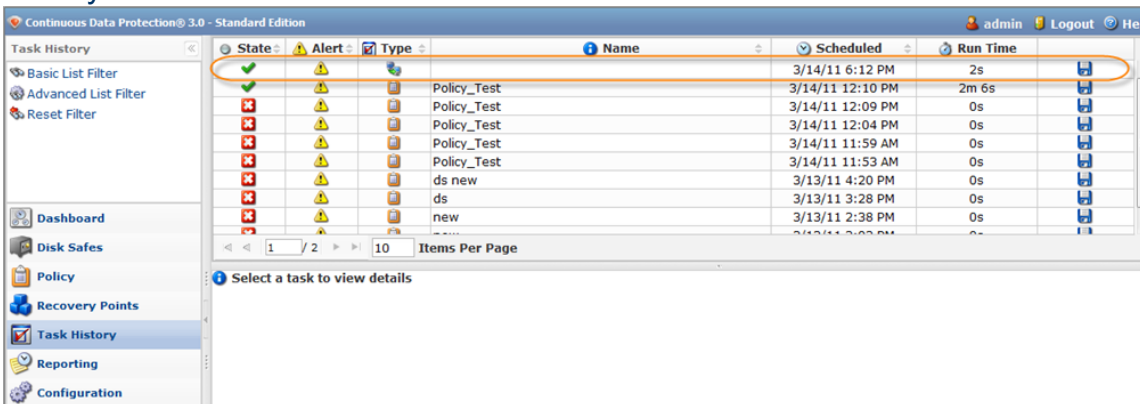 Continuous Data Protection® 3.0 - Standard Edition
admin Logout He
Task History
Basic List Filter
Advanced List Filter
Reset Filter
State Alert Type Name Scheduled Run Time
3/14/11 6:12 PM 2s
Policy_Test 3/14/11 12:10 PM 2m 6s
Policy_Test 3/14/11 12:09 PM 0s
Policy_Test 3/14/11 12:04 PM 0s
Policy_Test 3/14/11 11:59 AM 0s
Policy_Test 3/14/11 11:53 AM 0s
ds new 3/13/11 4:20 PM 0s
ds 3/13/11 3:28 PM 0s
new 3/13/11 2:38 PM 0s
1 / 2 10 Items Per Page
Select a task to view details
Dashboard
Disk Safes
Policy
Recovery Points
Task History
Reporting
Configuration